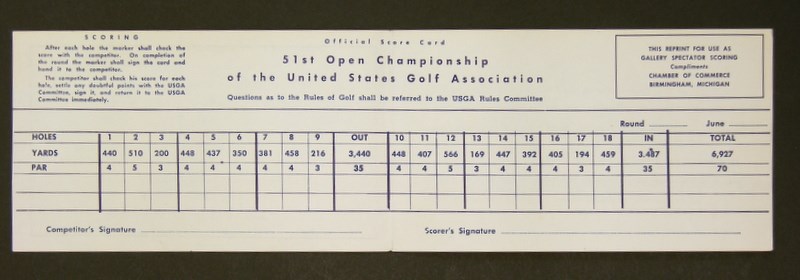 SCORING
After each hole the marker shall check the
score with the competitor. On completion of
the round the marker shall sign the card and
hand it to the competitor.
The competitor shall check his score for each
hole, settle any doubtful points with the USGA
Committee, sign it, and return it to the USGA
Committee immediately.
Official Score Card
51st Open Championship
of the United States Golf Association
Questions as to the Rules of Golf shall be referred to the USGA Rules Committee
THIS REPRINT FOR USE AS
GALLERY SPECTATOR SCORING
Compliments
CHAMBER OF COMMERCE
BIRMINGHAM, MICHIGAN
Round June
HOLES 1 2 3 4 5 6 7 8 9 OUT 10 11 12 13 14 15 16 17 18 IN TOTAL
YARDS 440 510 200 448 437 350 381 458 216 3,440 448 407 566 169 447 392 405 194 459 3,487 6,927
PAR 4 5 3 4 4 4 4 4 3 35 4 4 5 3 4 4 4 3 4 35 70
Competitor's Signature Scorer's Signature